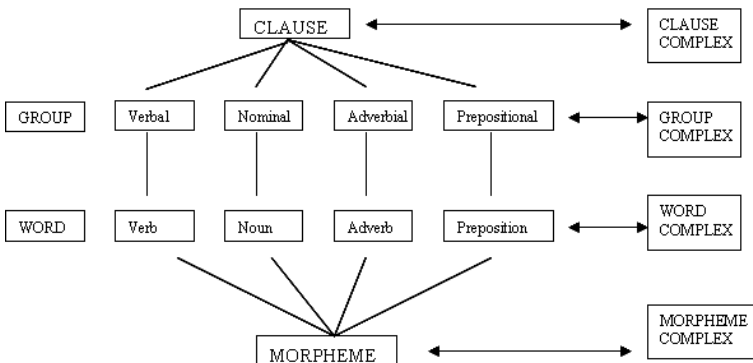 CLAUSE
CLAUSE
COMPLEX
GROUP
Verbal
Nominal
Adverbial
Prepositional
GROUP
COMPLEX
WORD
Verb
Noun
Adverb
Preposition
WORD
COMPLEX
MORPHEME
MORPHEME
COMPLEX